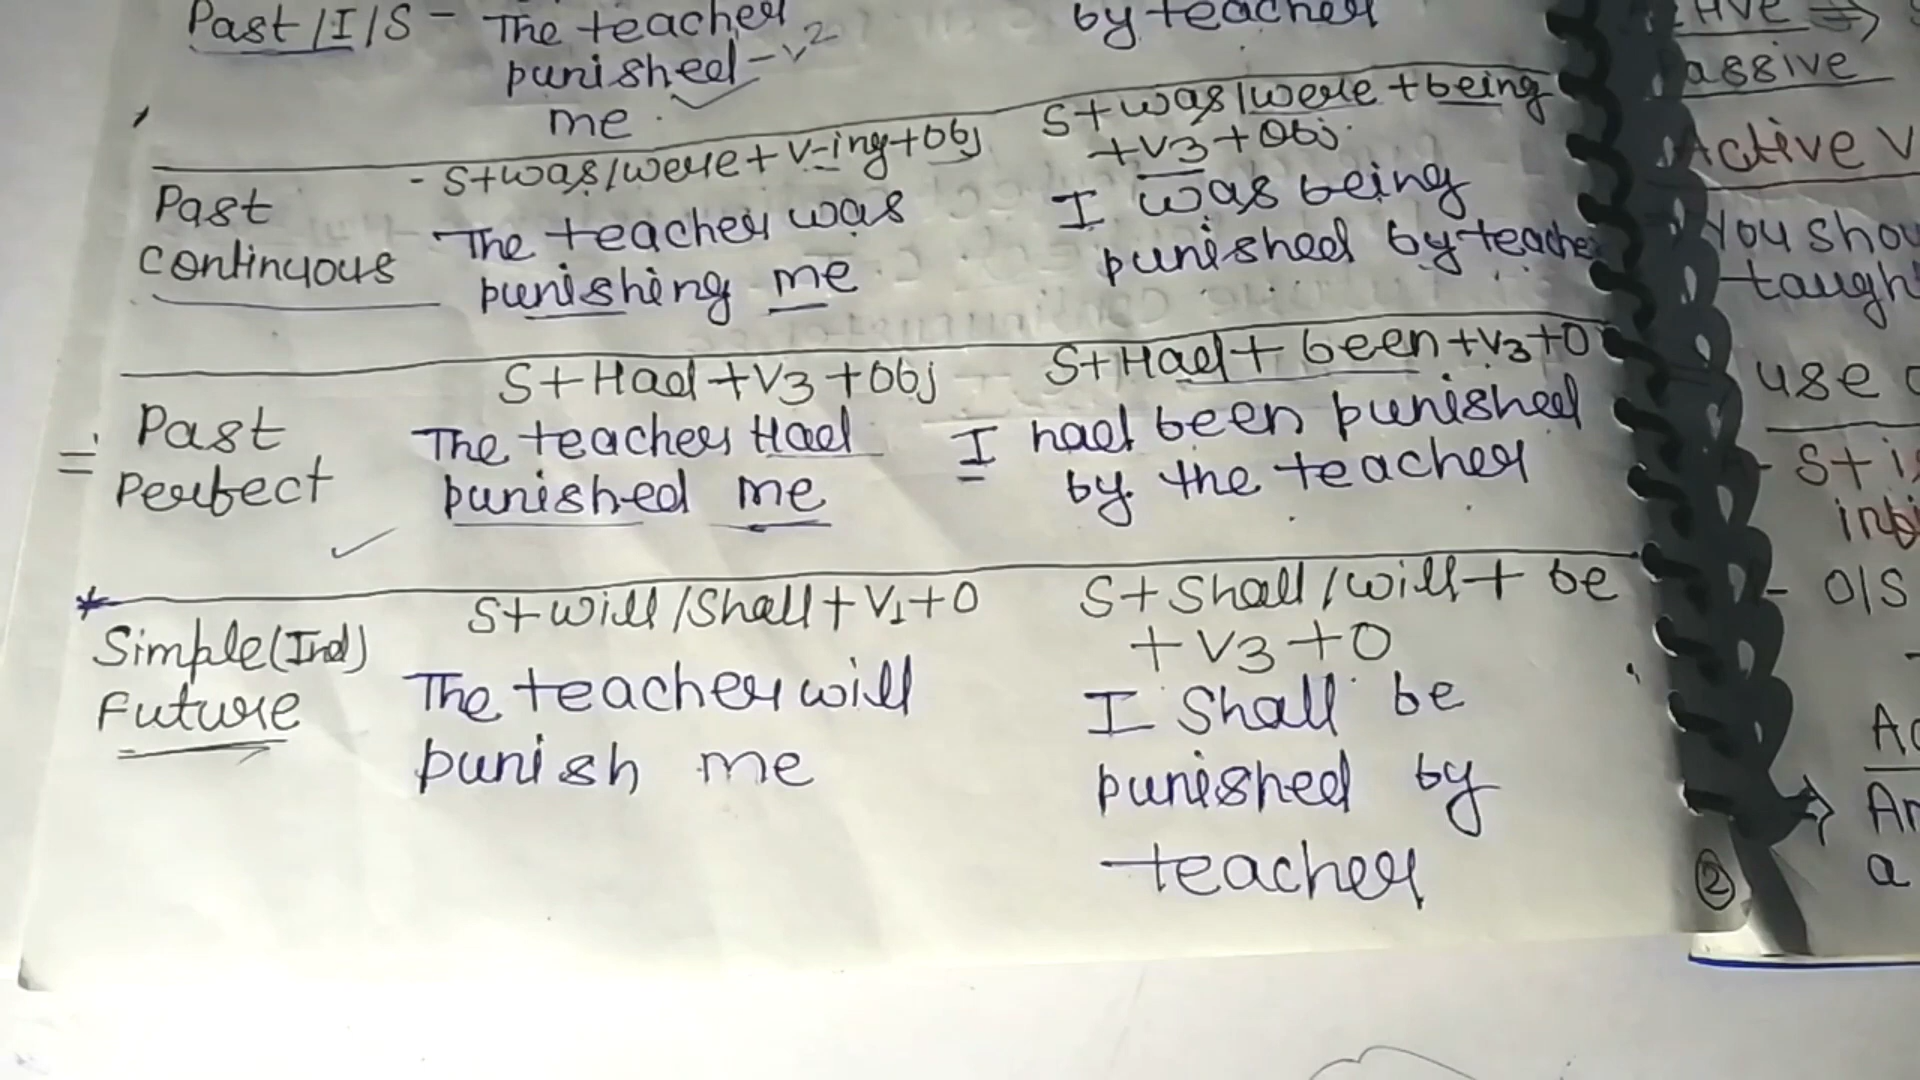 Past/I/S - The teacher
punished - v2
me
by teacher
Past
Continuous
- S+was/were+v-ing+obj
The teacher was
punishing me
S+was/were+being
+v3+obj.
I was being
punished by teacher
= Past
Perfect
S+Had+v3+obj
The teacher Had
punished me
S+Had+been+v3+O
I had been punished
by the teacher
* Simple(Ind)
Future
S+will/shall+V1+O
The teacher will
punish me
S+Shall/will+be
+v3+O
I Shall be
punished by
teacher
2
assive
Active V
You shou
taugh
use
- S+ i
- O/S